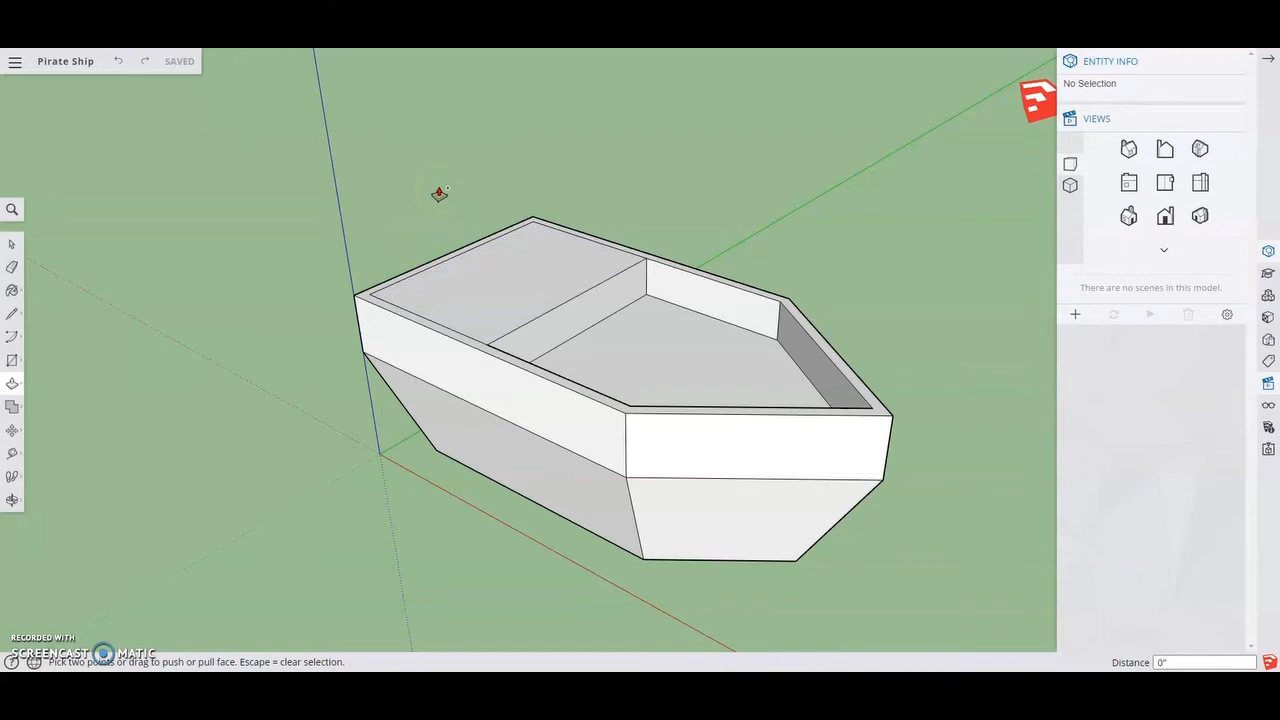 Pirate Ship
SAVED
ENTITY INFO
No Selection
VIEWS
There are no scenes in this model.
RECORDED WITH
SCREENCAST MATIC
Pick two points or drag to push or pull face. Escape = clear selection.
Distance 0"